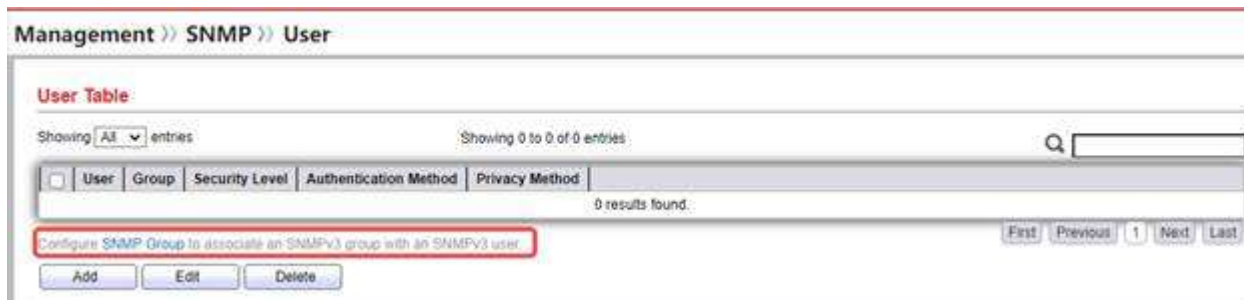 Management >> SNMP >> User
User Table
Showing All entries Showing 0 to 0 of 0 entries
User Group Security Level Authentication Method Privacy Method
0 results found.
Configure SNMP Group to associate an SNMPv3 group with an SNMPv3 user.
First Previous 1 Next Last
Add Edit Delete